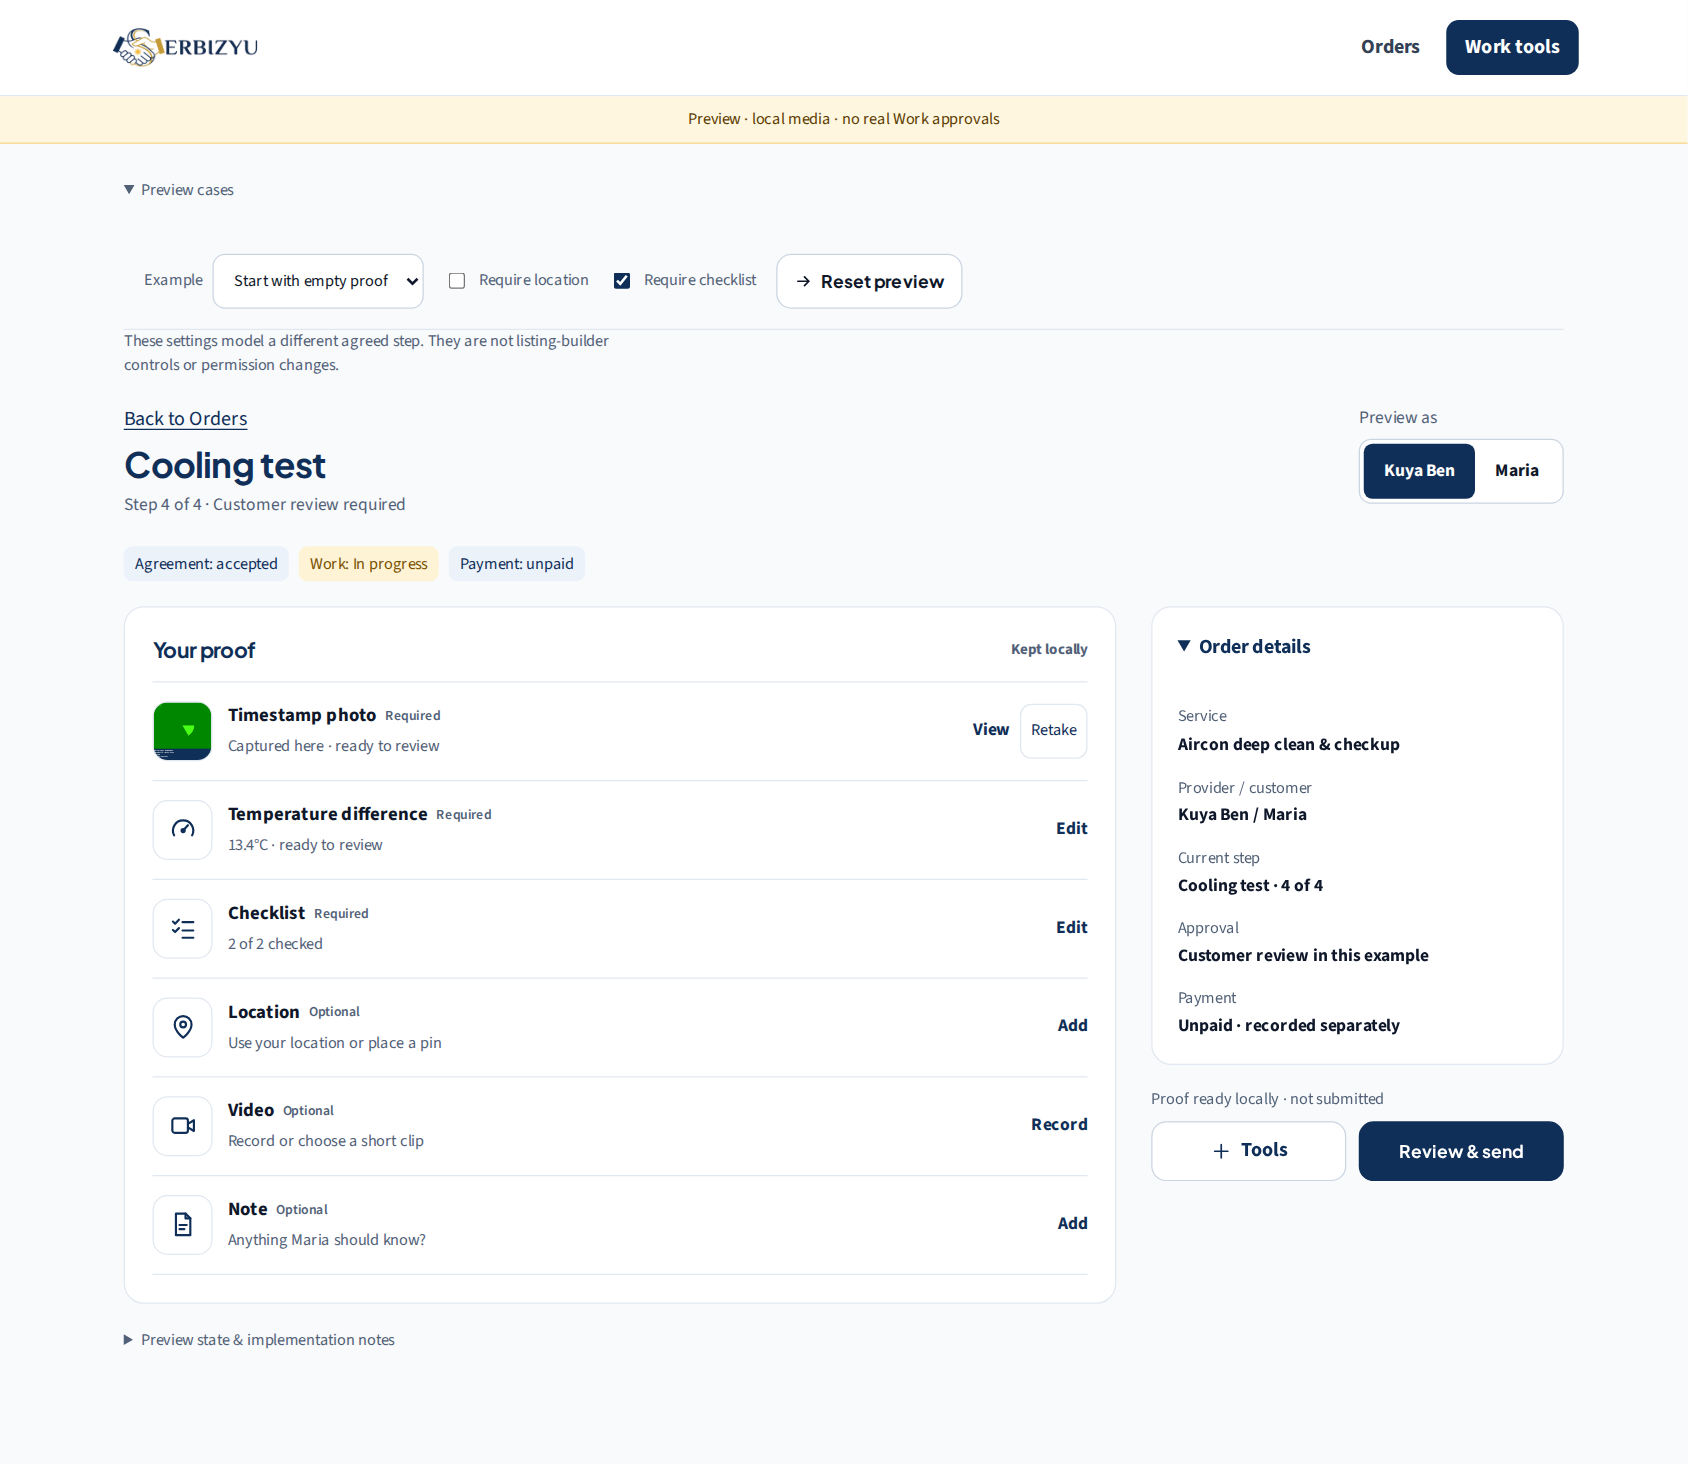 ERBIZYU
Orders
Work tools
Preview · local media · no real Work approvals
Preview cases
Example
Start with empty proof
Require location
Require checklist
Reset preview
These settings model a different agreed step. They are not listing-builder
controls or permission changes.
Back to Orders
Preview as
Cooling test
Kuya Ben
Maria
Step 4 of 4 · Customer review required
Agreement: accepted
Work: In progress
Payment: unpaid
Your proof
Kept locally
Timestamp photo Required
Captured here · ready to review
View
Retake
Temperature difference Required
13.4°C · ready to review
Edit
Checklist Required
2 of 2 checked
Edit
Location Optional
Use your location or place a pin
Add
Video Optional
Record or choose a short clip
Record
Note Optional
Anything Maria should know?
Add
Order details
Service
Aircon deep clean & checkup
Provider / customer
Kuya Ben / Maria
Current step
Cooling test · 4 of 4
Approval
Customer review in this example
Payment
Unpaid · recorded separately
Proof ready locally · not submitted
Tools
Review & send
Preview state & implementation notes